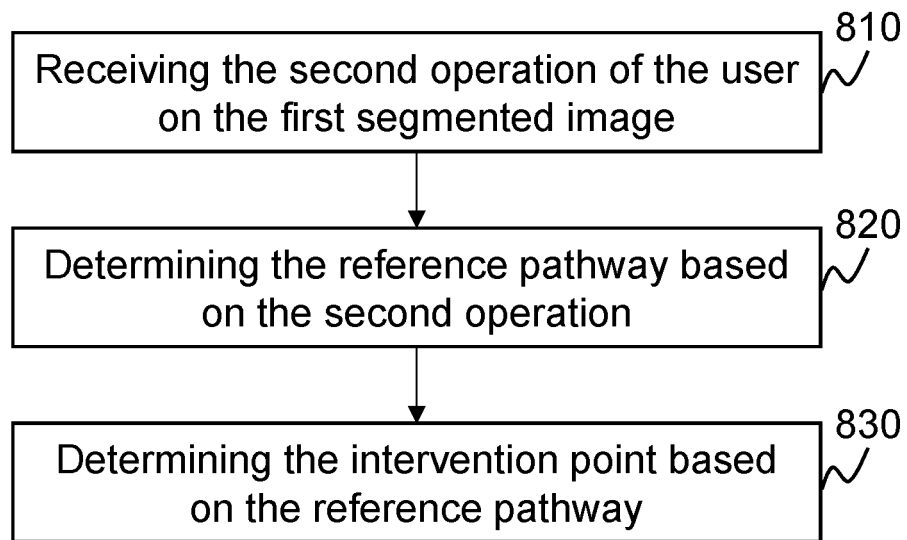 810
Receiving the second operation of the user
on the first segmented image
820
Determining the reference pathway based
on the second operation
830
Determining the intervention point based
on the reference pathway